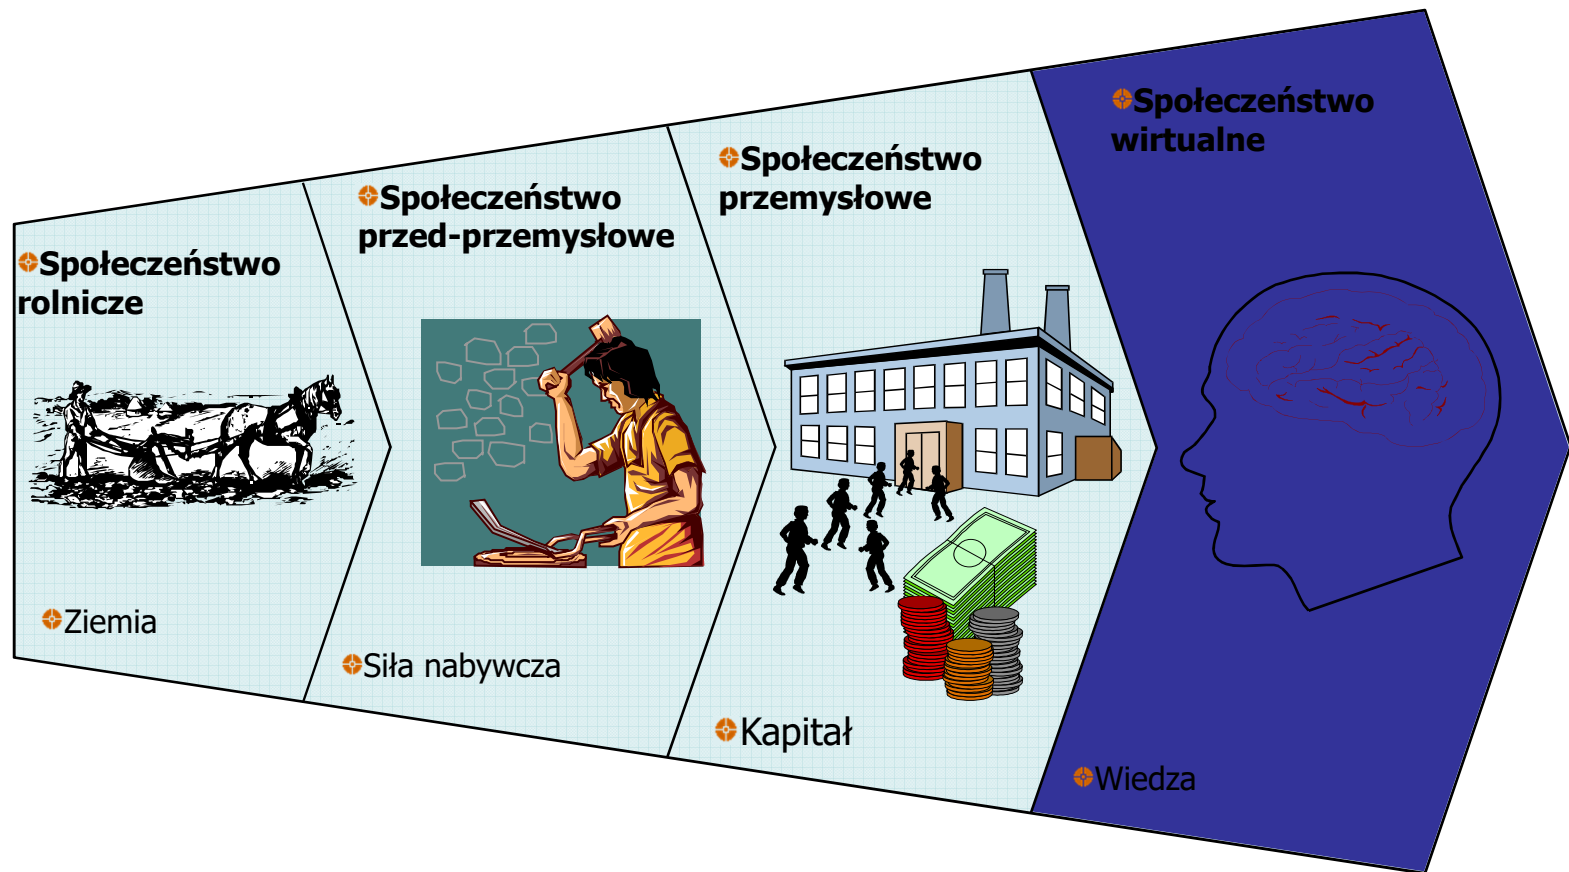 Społeczeństwo
rolnicze
Ziemia
Społeczeństwo
przed-przemysłowe
Siła nabywcza
Społeczeństwo
przemysłowe
Kapitał
Społeczeństwo
wirtualne
Wiedza